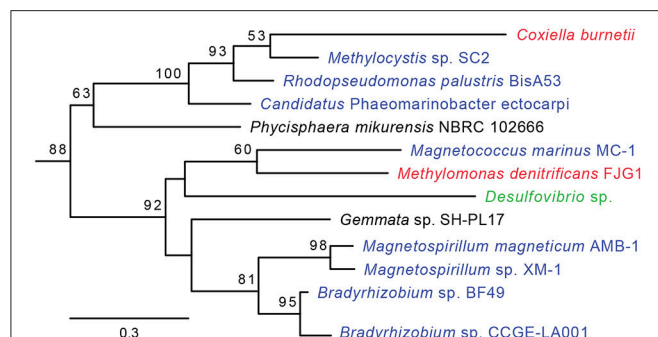 53
Coxiella burnetii
93
Methylocystis sp. SC2
100
Rhodopseudomonas palustris BisA53
63
Candidatus Phaeomarinobacter ectocarpi
Phycisphaera mikurensis NBRC 102666
88
60
Magnetococcus marinus MC-1
Methylomonas denitrificans FJG1
92
Desulfovibrio sp.
Gemmata sp. SH-PL17
98
Magnetospirillum magneticum AMB-1
Magnetospirillum sp. XM-1
81
95
Bradyrhizobium sp. BF49
Bradyrhizobium sp. CCGE-LA001
0.3